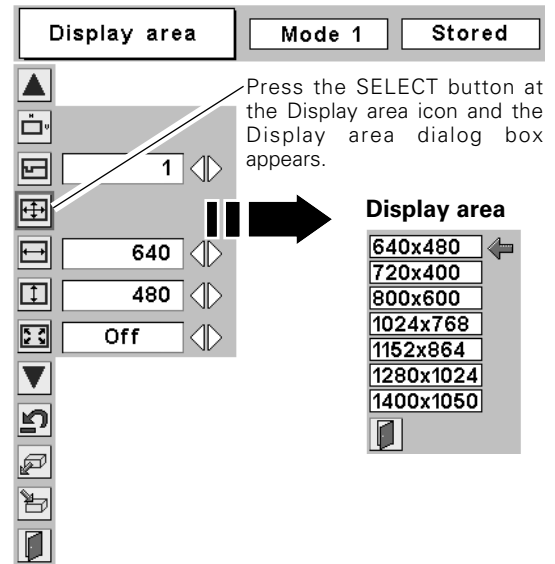 Display area
Mode 1
Stored
Press the SELECT button at
the Display area icon and the
Display area dialog box
appears.
H
V
1
640
480
Off
Display area
640x480
720x400
800x600
1024x768
1152x864
1280x1024
1400x1050